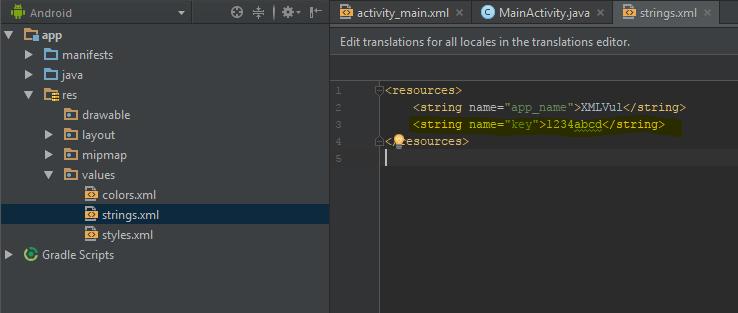 Android
app
manifests
java
res
drawable
layout
mipmap
values
colors.xml
strings.xml
styles.xml
Gradle Scripts
activity_main.xml MainActivity.java strings.xml
Edit translations for all locales in the translations editor.
1 <resources>
2 <string name="app_name">XMLVul</string>
3 <string name="key">1234abcd</string>
4 </resources>
5